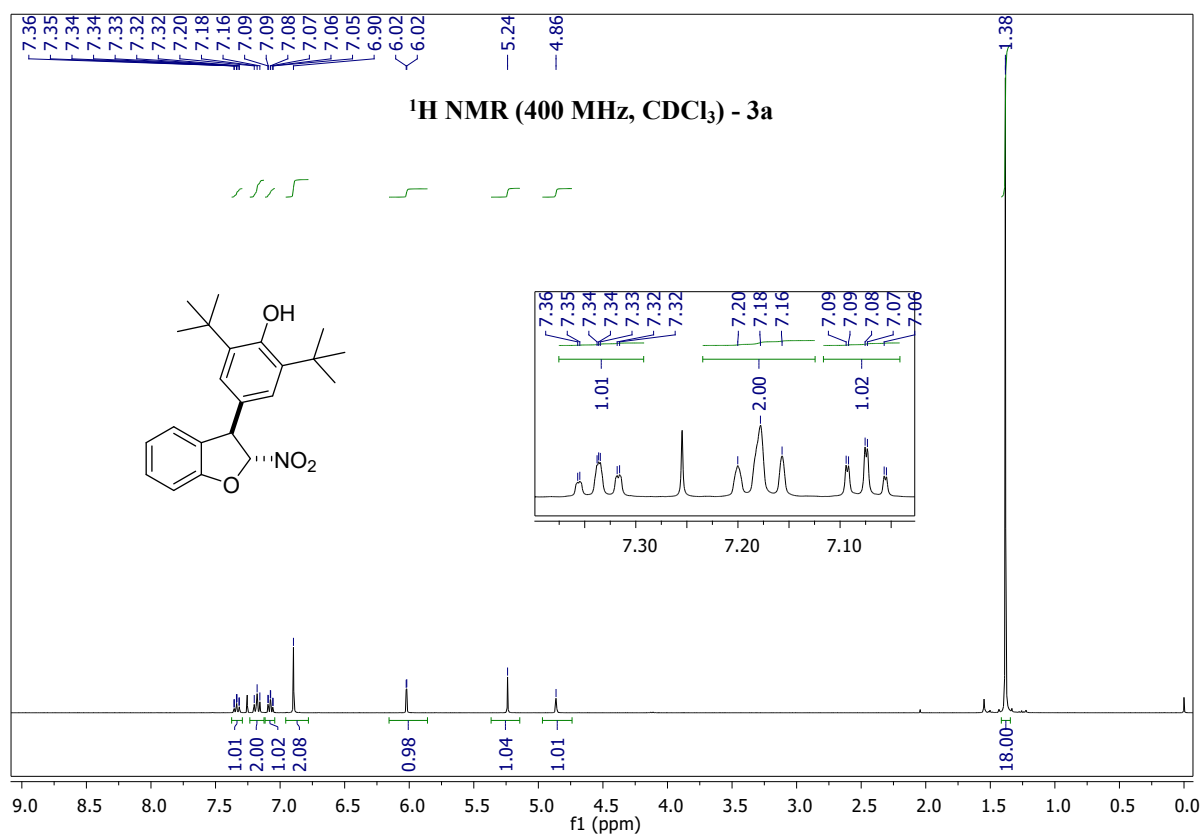 7.36 7.35 7.34 7.34 7.33 7.32 7.32 7.20 7.18 7.16 7.09 7.09 7.08 7.07 7.06 7.05 6.90 6.02 6.02 5.24 4.86 1.38
¹H NMR (400 MHz, CDCl₃) - 3a
OH
NO₂
O
7.36 7.35 7.34 7.34 7.33 7.32 7.32 7.20 7.18 7.16 7.09 7.09 7.08 7.07 7.06
1.01 2.00 1.02
7.30 7.20 7.10
1.01 2.00 1.02 2.08 0.98 1.04 1.01 18.00
9.0 8.5 8.0 7.5 7.0 6.5 6.0 5.5 5.0 4.5 4.0 3.5 3.0 2.5 2.0 1.5 1.0 0.5 0.0
f1 (ppm)